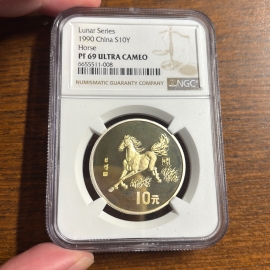 Lunar Series
1990 China S10Y
Horse
PF 69 ULTRA CAMEO
6655511-008
NGC
NUMISMATIC GUARANTY COMPANY
10元